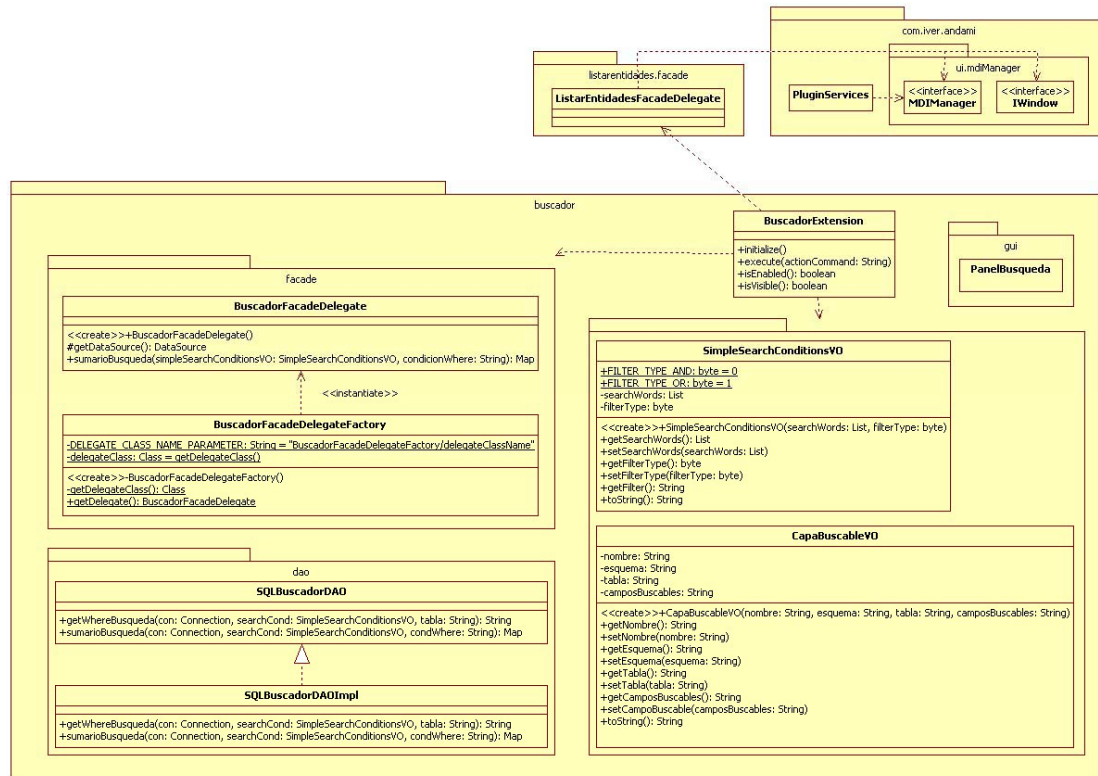 com.iver.andami
ui.mdiManager
listarentidades.facade
ListarEntidadesFacadeDelegate
PluginServices
<<interface>>
MDIManager
<<interface>>
IWindow
buscador
BuscadorExtension
+initialize()
+execute(actionCommand: String)
+isEnabled(): boolean
+isVisible(): boolean
gui
PanelBusqueda
facade
BuscadorFacadeDelegate
<<create>>+BuscadorFacadeDelegate()
#getDataSource(): DataSource
+sumarioBusqueda(simpleSearchConditionsVO: SimpleSearchConditionsVO, condicionWhere: String): Map
<<instantiate>>
BuscadorFacadeDelegateFactory
-DELEGATE_CLASS_NAME_PARAMETER: String = "BuscadorFacadeDelegateFactory/delegateClassName"
-delegateClass: Class = getDelegateClass()
<<create>>-BuscadorFacadeDelegateFactory()
-getDelegateClass(): Class
+getDelegate(): BuscadorFacadeDelegate
SimpleSearchConditionsVO
+FILTER_TYPE_AND: byte = 0
+FILTER_TYPE_OR: byte = 1
-searchWords: List
-filterType: byte
<<create>>+SimpleSearchConditionsVO(searchWords: List, filterType: byte)
+getSearchWords(): List
+setSearchWords(searchWords: List)
+getFilterType(): byte
+setFilterType(filterType: byte)
+getFilter(): String
+toString(): String
dao
SQLBuscadorDAO
+getWhereBusqueda(con: Connection, searchCond: SimpleSearchConditionsVO, tabla: String): String
+sumarioBusqueda(con: Connection, searchCond: SimpleSearchConditionsVO, condWhere: String): Map
SQLBuscadorDAOImpl
+getWhereBusqueda(con: Connection, searchCond: SimpleSearchConditionsVO, tabla: String): String
+sumarioBusqueda(con: Connection, searchCond: SimpleSearchConditionsVO, condWhere: String): Map
CapaBuscableVO
-nombre: String
-esquema: String
-tabla: String
-camposBuscables: String
<<create>>+CapaBuscableVO(nombre: String, esquema: String, tabla: String, camposBuscables: String)
+getNombre(): String
+setNombre(nombre: String)
+getEsquema(): String
+setEsquema(esquema: String)
+getTabla(): String
+setTabla(tabla: String)
+getCamposBuscables(): String
+setCampoBuscable(camposBuscables: String)
+toString(): String